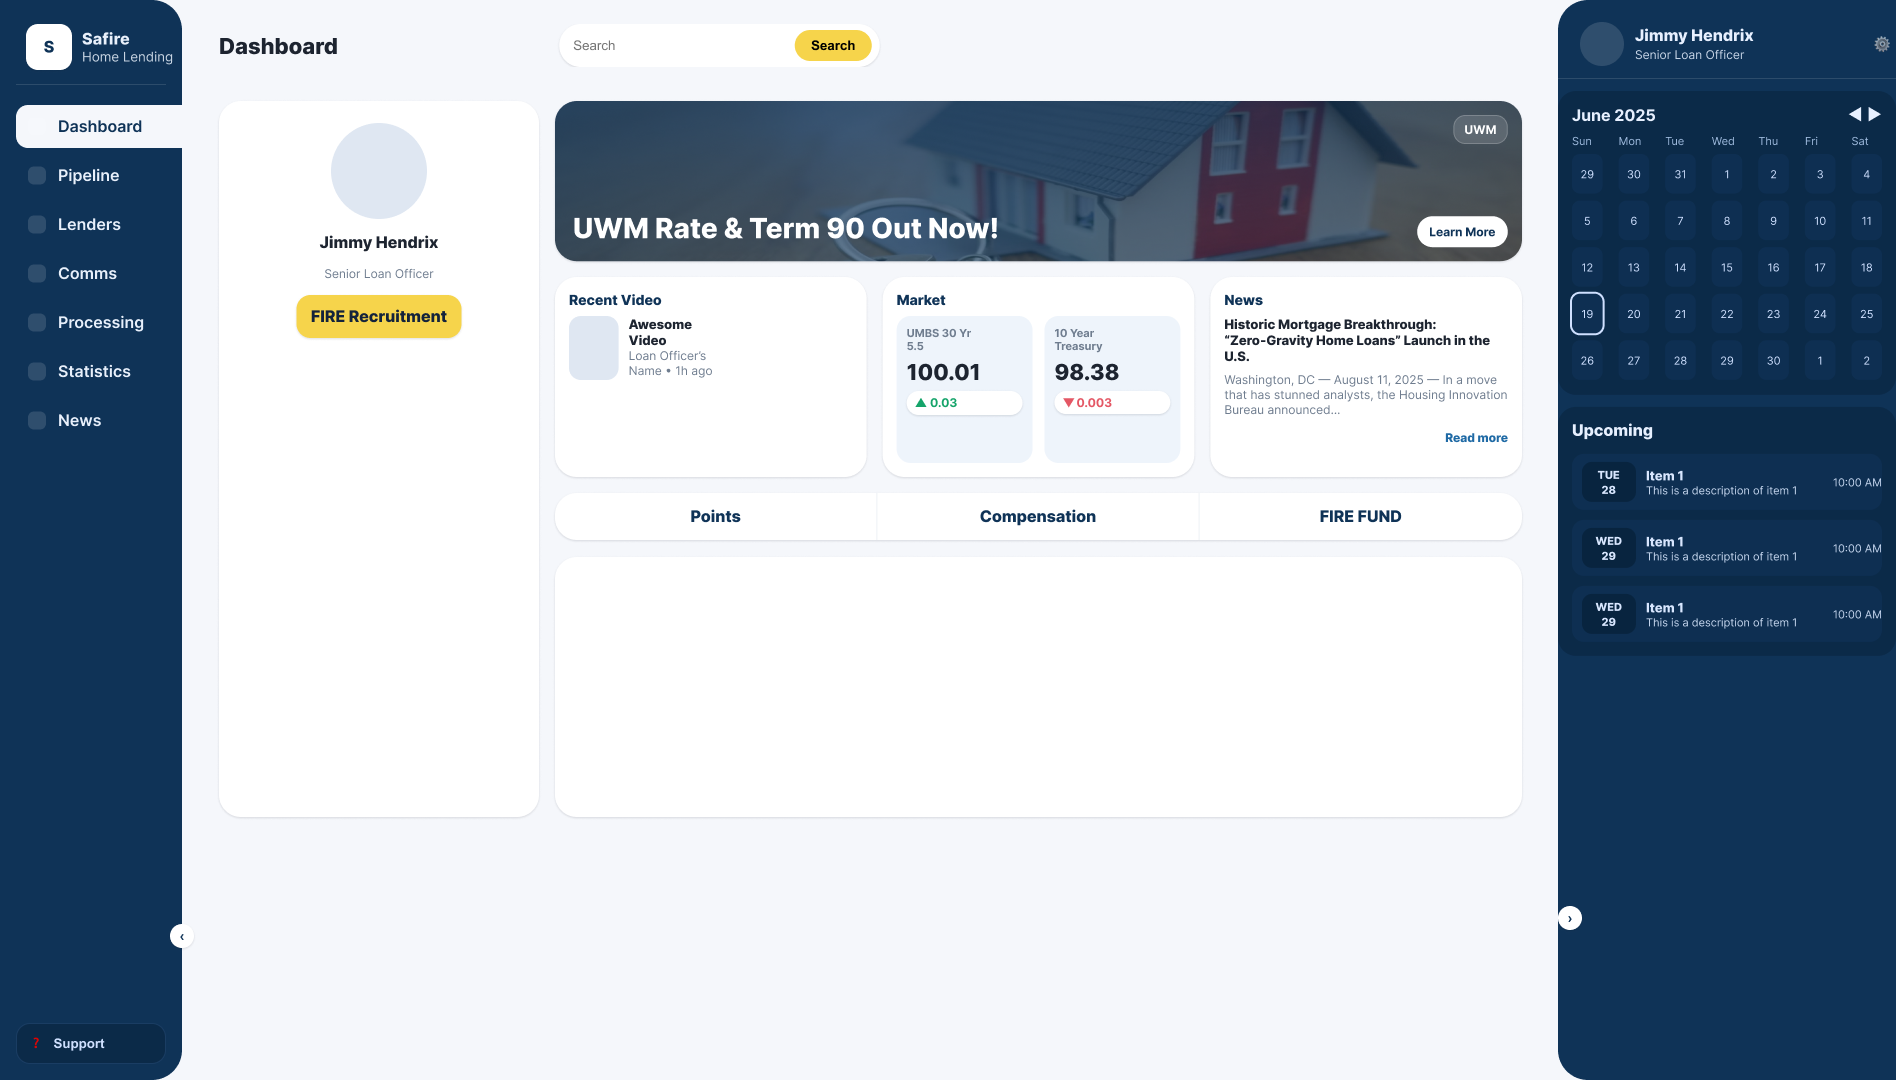 S
Safire
Home Lending
Dashboard
Pipeline
Lenders
Comms
Processing
Statistics
News
‹
? Support
Dashboard
Search
Search
Jimmy Hendrix
Senior Loan Officer
FIRE Recruitment
UWM
UWM Rate & Term 90 Out Now!
Learn More
Recent Video
Awesome
Video
Loan Officer’s
Name • 1h ago
Market
UMBS 30 Yr
5.5
100.01
▲ 0.03
10 Year
Treasury
98.38
▼ 0.003
News
Historic Mortgage Breakthrough:
“Zero-Gravity Home Loans” Launch in the
U.S.
Washington, DC — August 11, 2025 — In a move
that has stunned analysts, the Housing Innovation
Bureau announced…
Read more
Points
Compensation
FIRE FUND
Jimmy Hendrix
Senior Loan Officer
June 2025
◀ ▶
Sun Mon Tue Wed Thu Fri Sat
29 30 31 1 2 3 4
5 6 7 8 9 10 11
12 13 14 15 16 17 18
19 20 21 22 23 24 25
26 27 28 29 30 1 2
Upcoming
TUE
28
Item 1
This is a description of item 1
10:00 AM
WED
29
Item 1
This is a description of item 1
10:00 AM
WED
29
Item 1
This is a description of item 1
10:00 AM
›